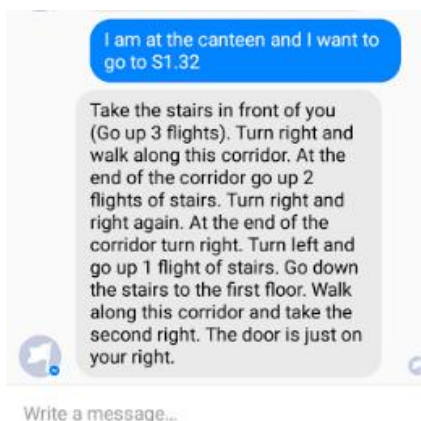 I am at the canteen and I want to
go to S1.32
Take the stairs in front of you
(Go up 3 flights). Turn right and
walk along this corridor. At the
end of the corridor go up 2
flights of stairs. Turn right and
right again. At the end of the
corridor turn right. Turn left and
go up 1 flight of stairs. Go down
the stairs to the first floor. Walk
along this corridor and take the
second right. The door is just on
your right.
Write a message...